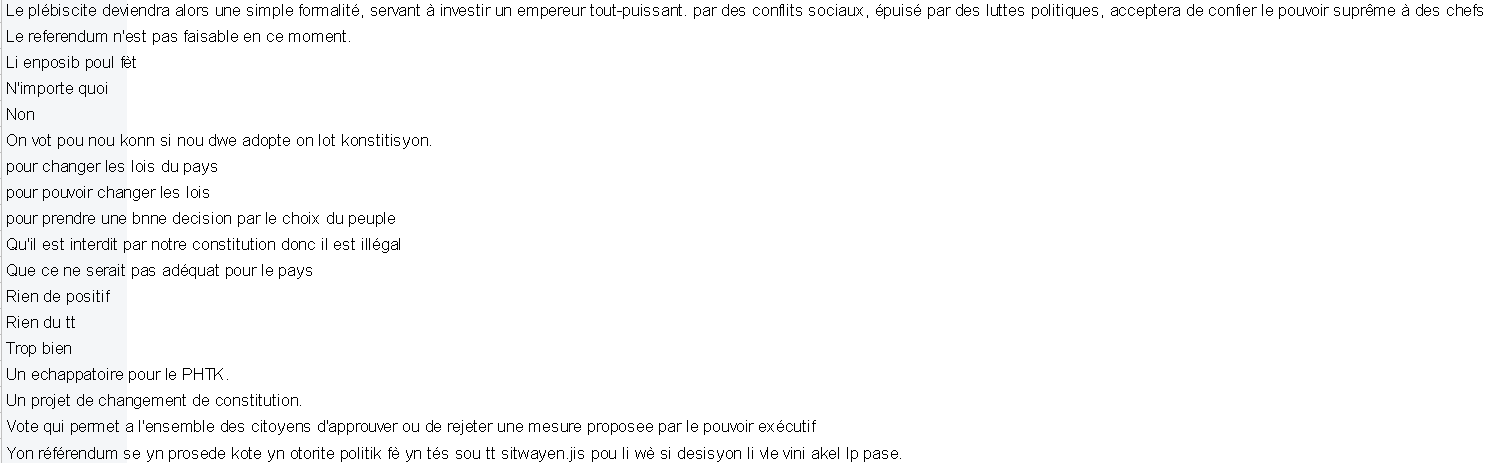 Le plébiscite deviendra alors une simple formalité, servant à investir un empereur tout-puissant. par des conflits sociaux, épuisé par des luttes politiques, acceptera de confier le pouvoir suprême à des chefs
Le referendum n'est pas faisable en ce moment.
Li enposib poul fèt
N'importe quoi
Non
On vot pou nou konn si nou dwe adopte on lot konstitisyon.
pour changer les lois du pays
pour pouvoir changer les lois
pour prendre une bnne decision par le choix du peuple
Qu'il est interdit par notre constitution donc il est illégal
Que ce ne serait pas adéquat pour le pays
Rien de positif
Rien du tt
Trop bien
Un echappatoire pour le PHTK.
Un projet de changement de constitution.
Vote qui permet a l'ensemble des citoyens d'approuver ou de rejeter une mesure proposee par le pouvoir exécutif
Yon référendum se yn prosede kote yn otorite politik fè yn tés sou tt sitwayen.jis pou li wè si desisyon li vle vini akel lp pase.